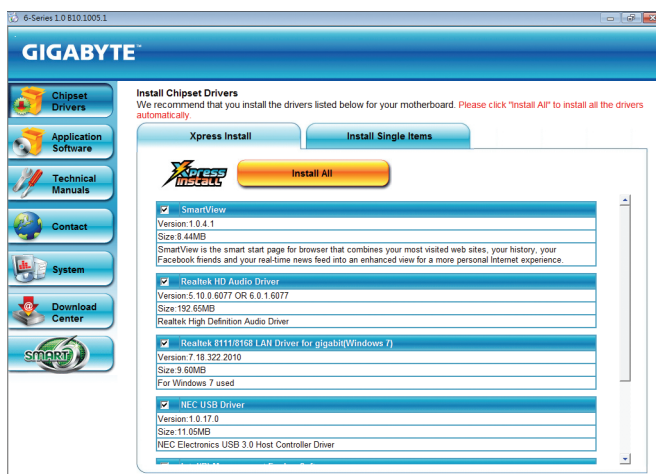 6-Series 1.0 B10.1005.1
GIGABYTE™
Chipset
Drivers
Application
Software
Technical
Manuals
Contact
System
Download
Center
SMART
Install Chipset Drivers
We recommend that you install the drivers listed below for your motherboard. Please click "Install All" to install all the drivers
automatically.
Xpress Install
Install Single Items
Xpress
Install
Install All
SmartView
Version:1.0.4.1
Size:8.44MB
SmartView is the smart start page for browser that combines your most visited web sites, your history, your
Facebook friends and your real-time news feed into an enhanced view for a more personal Internet experience.
Realtek HD Audio Driver
Version:5.10.0.6077 OR 6.0.1.6077
Size:192.65MB
Realtek High Definition Audio Driver
Realtek 8111/8168 LAN Driver for gigabit(Windows 7)
Version:7.18.322.2010
Size:9.60MB
For Windows 7 used
NEC USB Driver
Version:1.0.17.0
Size:11.05MB
NEC Electronics USB 3.0 Host Controller Driver